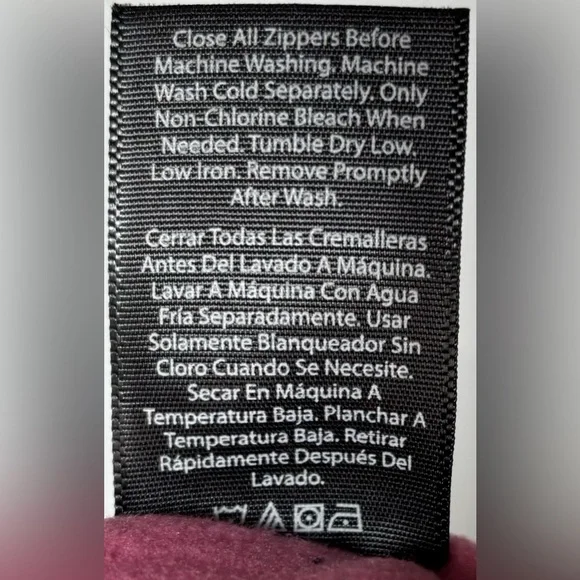 Close All Zippers Before
Machine Washing. Machine
Wash Cold Separately. Only
Non-Chlorine Bleach When
Needed. Tumble Dry Low.
Low Iron. Remove Promptly
After Wash.
Cerrar Todas Las Cremalleras
Antes Del Lavado A Máquina.
Lavar A Máquina Con Agua
Fría Separadamente. Usar
Solamente Blanqueador Sin
Cloro Cuando Se Necesite.
Secar En Máquina A
Temperatura Baja. Planchar A
Temperatura Baja. Retirar
Rápidamente Después Del
Lavado.